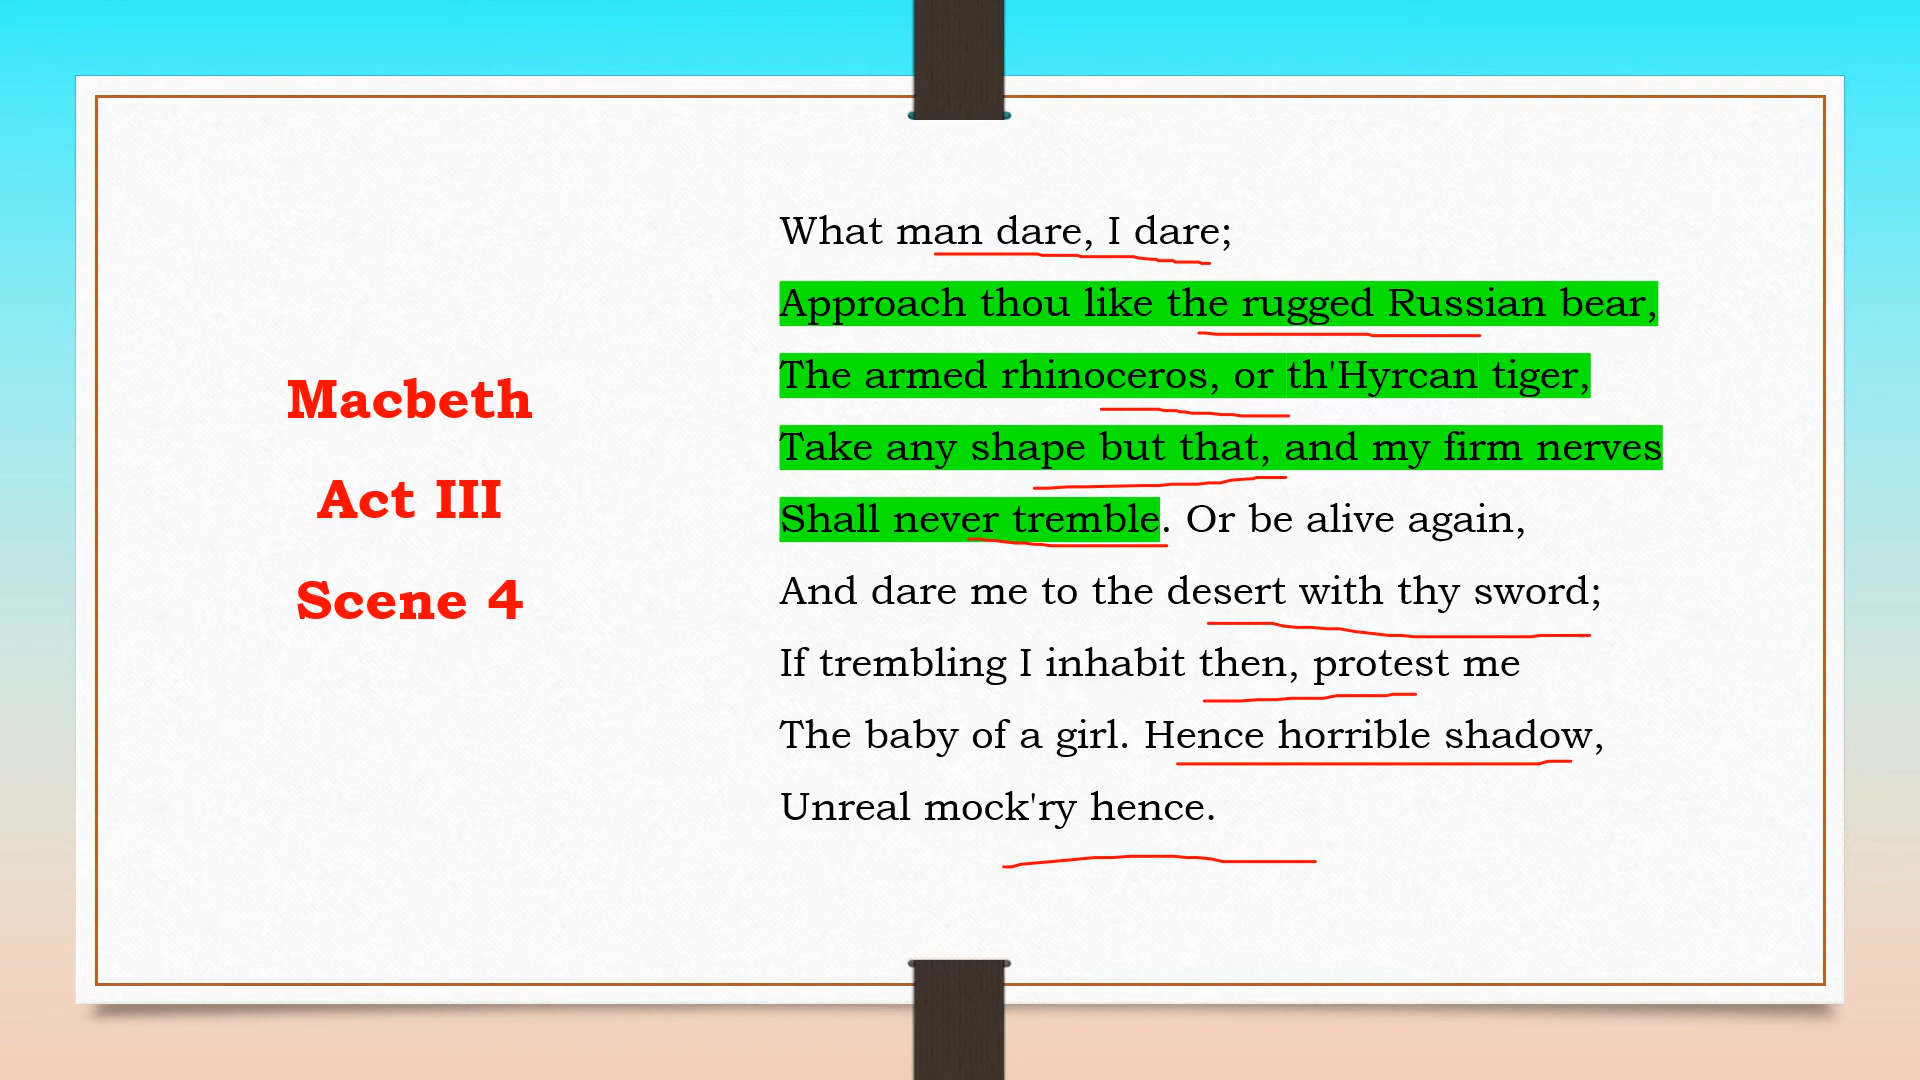 Macbeth
Act III
Scene 4
What man dare, I dare;
Approach thou like the rugged Russian bear,
The armed rhinoceros, or th'Hyrcan tiger,
Take any shape but that, and my firm nerves
Shall never tremble. Or be alive again,
And dare me to the desert with thy sword;
If trembling I inhabit then, protest me
The baby of a girl. Hence horrible shadow,
Unreal mock'ry hence.